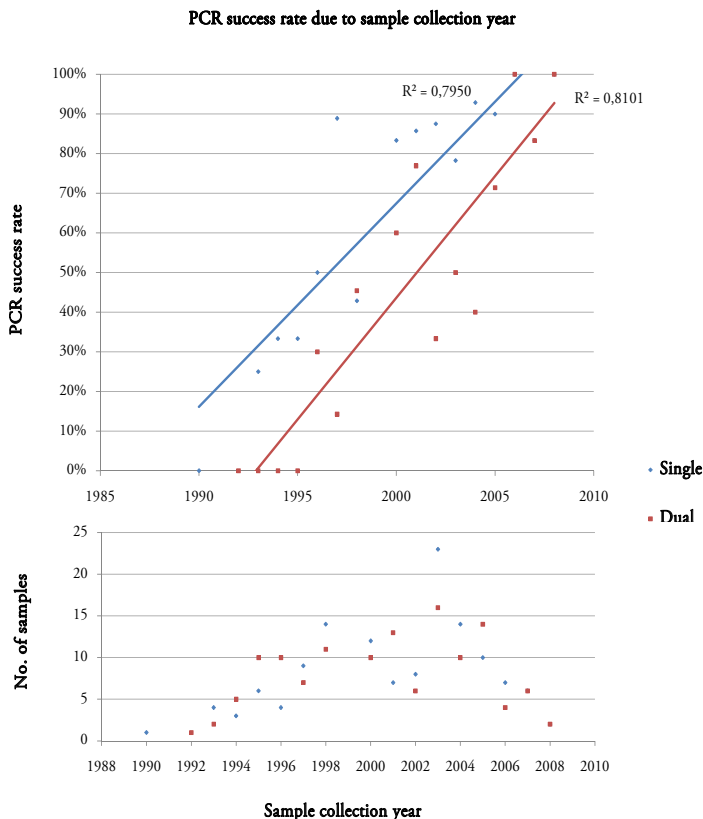 PCR success rate due to sample collection year
100%
90%
80%
70%
60%
50%
40%
30%
20%
10%
0%
PCR success rate
R² = 0,7950
R² = 0,8101
1985 1990 1995 2000 2005 2010
Single
Dual
25
20
15
10
5
0
No. of samples
1988 1990 1992 1994 1996 1998 2000 2002 2004 2006 2008 2010
Sample collection year